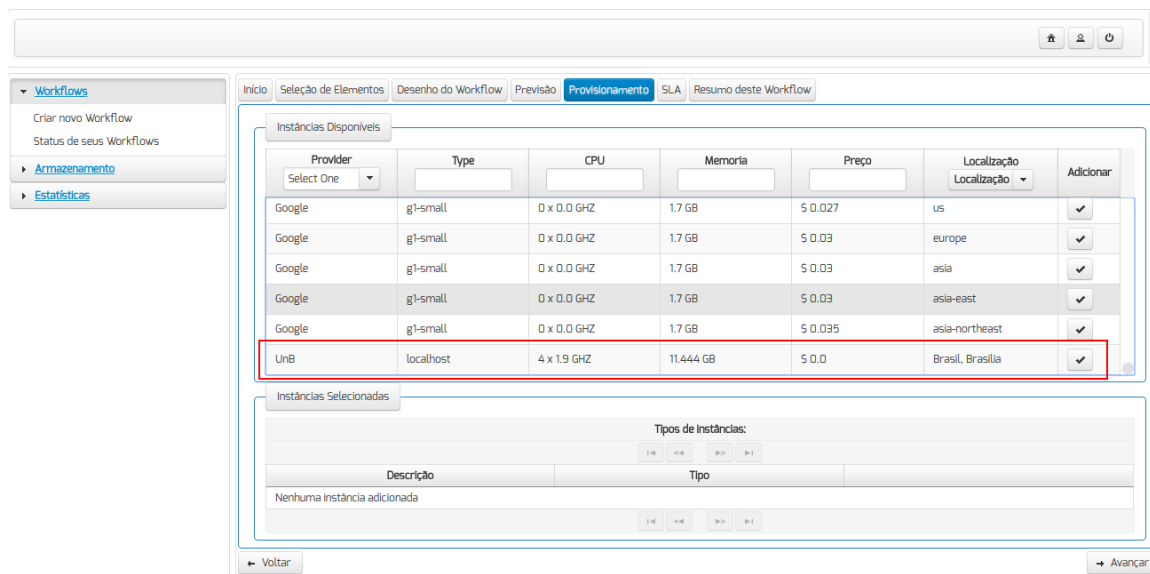 Workflows
Criar novo Workflow
Status de seus Workflows
Armazenamento
Estatísticas
Início Seleção de Elementos Desenho do Workflow Previsão Provisionamento SLA Resumo deste Workflow
Instâncias Disponíveis
Provider Type CPU Memoria Preço Localização Adicionar
Select One Localização
Google g1-small 0 x 0.0 GHZ 1.7 GB $ 0.027 us
Google g1-small 0 x 0.0 GHZ 1.7 GB $ 0.03 europe
Google g1-small 0 x 0.0 GHZ 1.7 GB $ 0.03 asia
Google g1-small 0 x 0.0 GHZ 1.7 GB $ 0.03 asia-east
Google g1-small 0 x 0.0 GHZ 1.7 GB $ 0.035 asia-northeast
UnB localhost 4 x 1.9 GHZ 11.444 GB $ 0.0 Brasil, Brasilia
Instâncias Selecionadas
Tipos de Instâncias:
Descrição Tipo
Nenhuma instância adicionada
Voltar Avançar